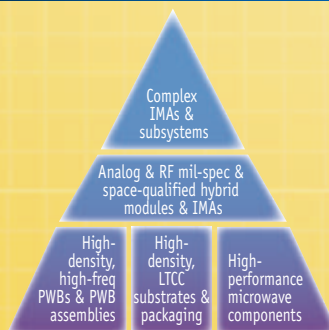 Complex
IMAs &
subsystems
Analog & RF mil-spec &
space-qualified hybrid
modules & IMAs
High-
density,
high-freq
PWBs & PWB
assemblies
High-
density,
LTCC
substrates &
packaging
High-
performance
microwave
components